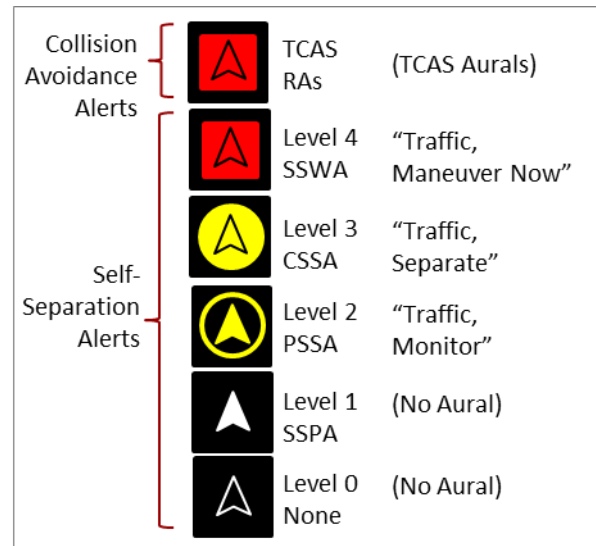 Collision
Avoidance
Alerts
TCAS
RAs
(TCAS Aurals)
Self-
Separation
Alerts
Level 4
SSWA
“Traffic,
Maneuver Now”
Level 3
CSSA
“Traffic,
Separate”
Level 2
PSSA
“Traffic,
Monitor”
Level 1
SSPA
(No Aural)
Level 0
None
(No Aural)